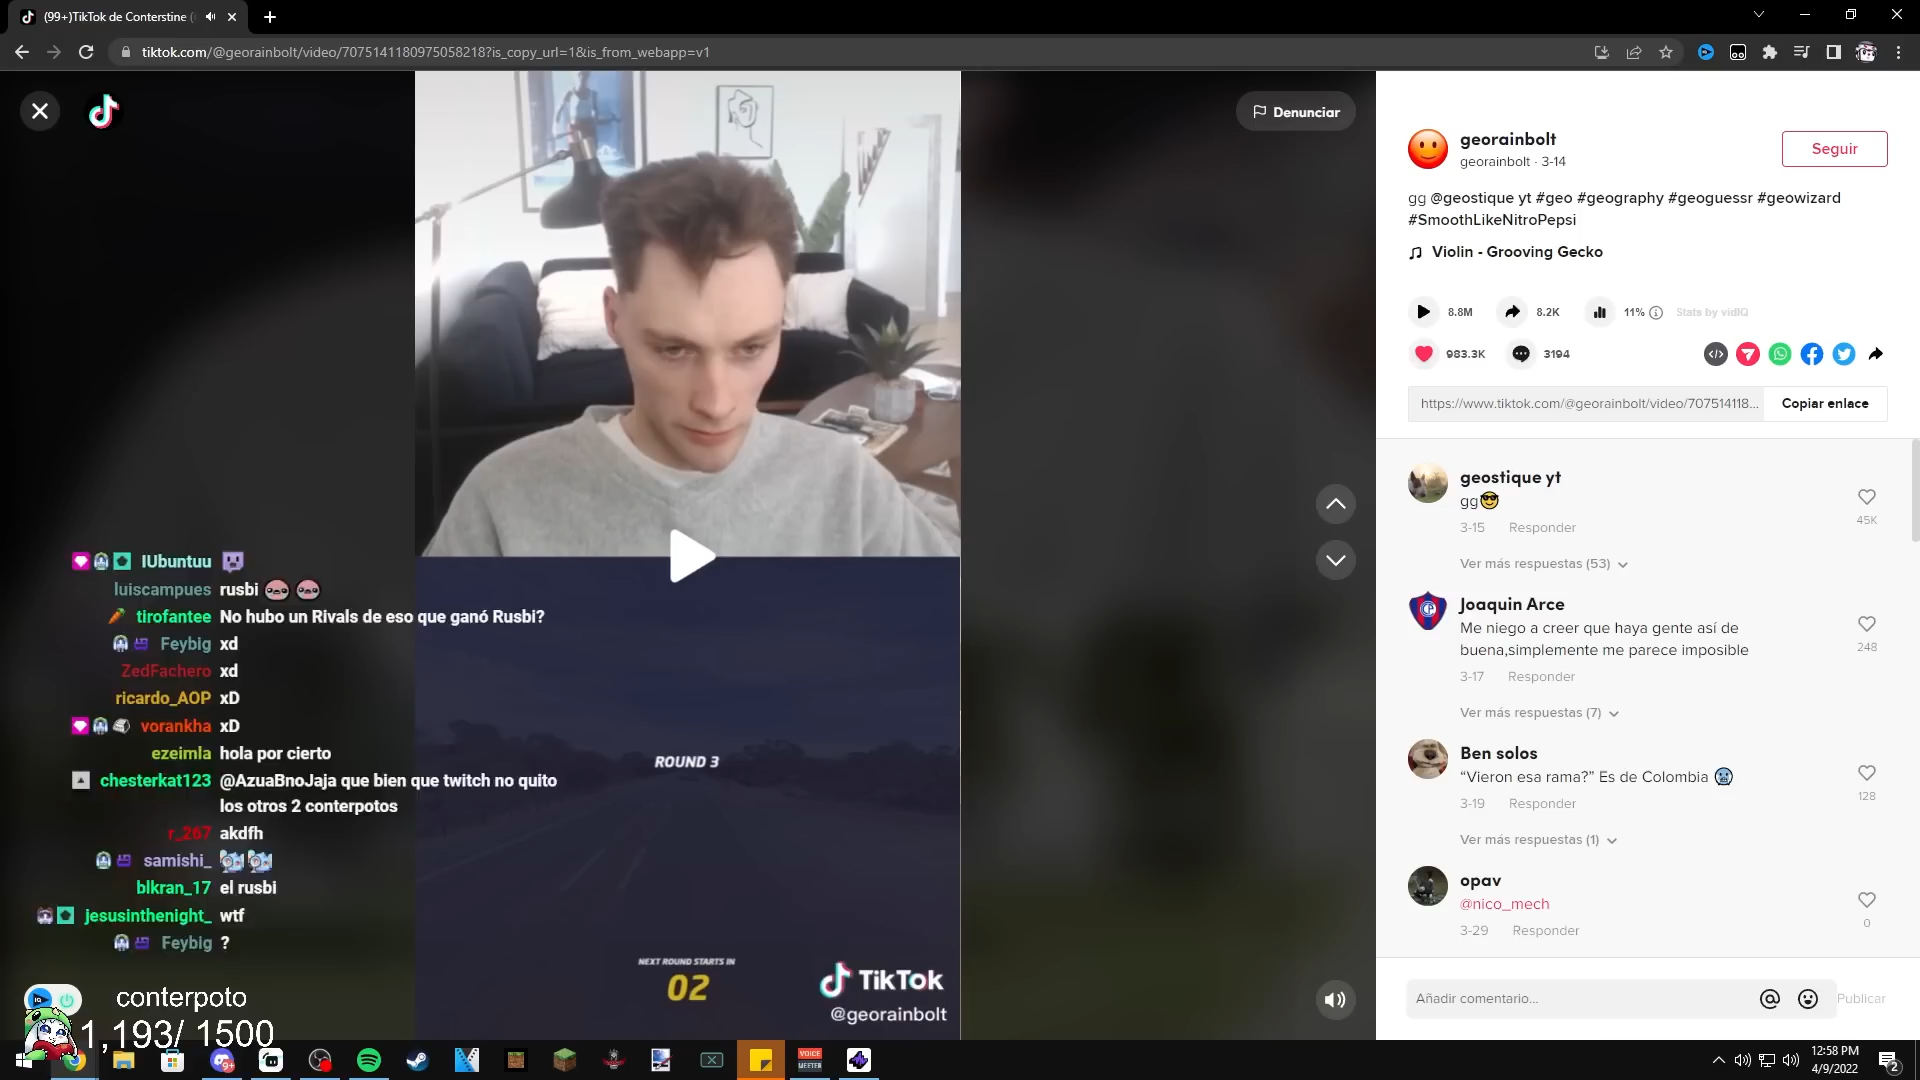 (99+)TikTok de Conterstine (
tiktok.com/@georainbolt/video/7075141180975058218?is_copy_url=1&is_from_webapp=v1
Denunciar
georainbolt
georainbolt · 3-14
Seguir
gg @geostique yt #geo #geography #geoguessr #geowizard
#SmoothLikeNitroPepsi
Violin - Grooving Gecko
8.8M
8.2K
11%
Stats by vidIQ
983.3K
3194
https://www.tiktok.com/@georainbolt/video/707514118...
Copiar enlace
geostique yt
gg😎
3-15 Responder
45K
Ver más respuestas (53)
Joaquin Arce
Me niego a creer que haya gente así de
buena,simplemente me parece imposible
248
3-17 Responder
Ver más respuestas (7)
Ben solos
“Vieron esa rama?” Es de Colombia 🥶
128
3-19 Responder
Ver más respuestas (1)
opav
@nico_mech
0
3-29 Responder
Añadir comentario...
Publicar
IUbuntuu
luiscampues rusbi
tirofantee No hubo un Rivals de eso que ganó Rusbi?
Feybig xd
ZedFachero xd
ricardo_AOP xD
vorankha xD
ezeimla hola por cierto
chesterkat123 @AzuaBnoJaja que bien que twitch no quito
los otros 2 conterpotos
r_267 akdfh
samishi_
blkran_17 el rusbi
jesusinthenight_ wtf
Feybig ?
ROUND 3
NEXT ROUND STARTS IN
02
TikTok
@georainbolt
conterpoto
1,193/ 1500
9+
VOICE
MEETER
12:58 PM
4/9/2022
2